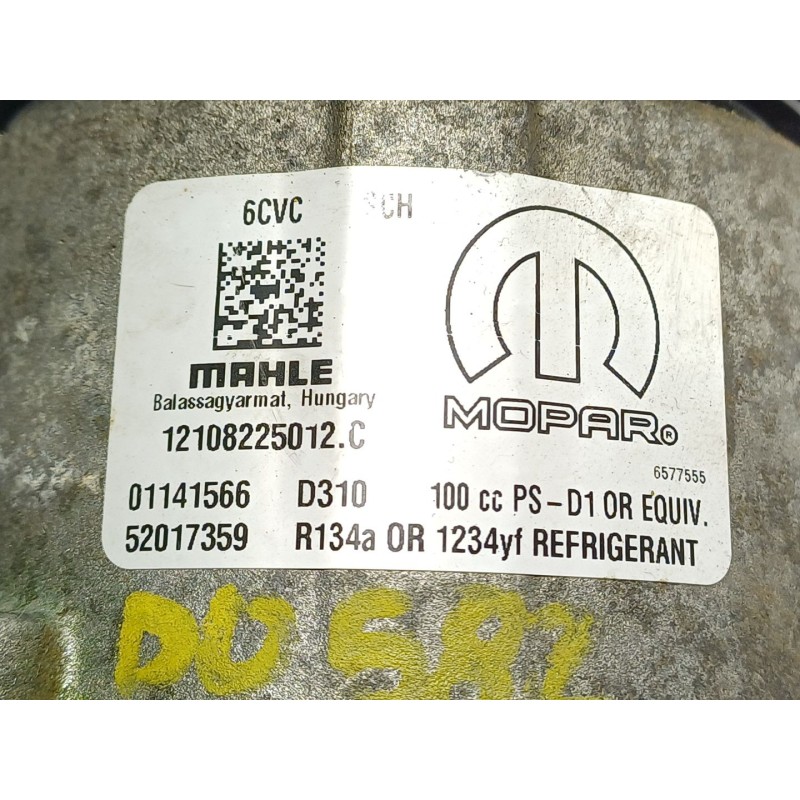 6CVC
MAHLE
Balassagyarmat, Hungary
12108225012.C
MOPAR®
6577555
01141566 D310 100 cc PS-D1 OR EQUIV.
52017359 R134a OR 1234yf REFRIGERANT